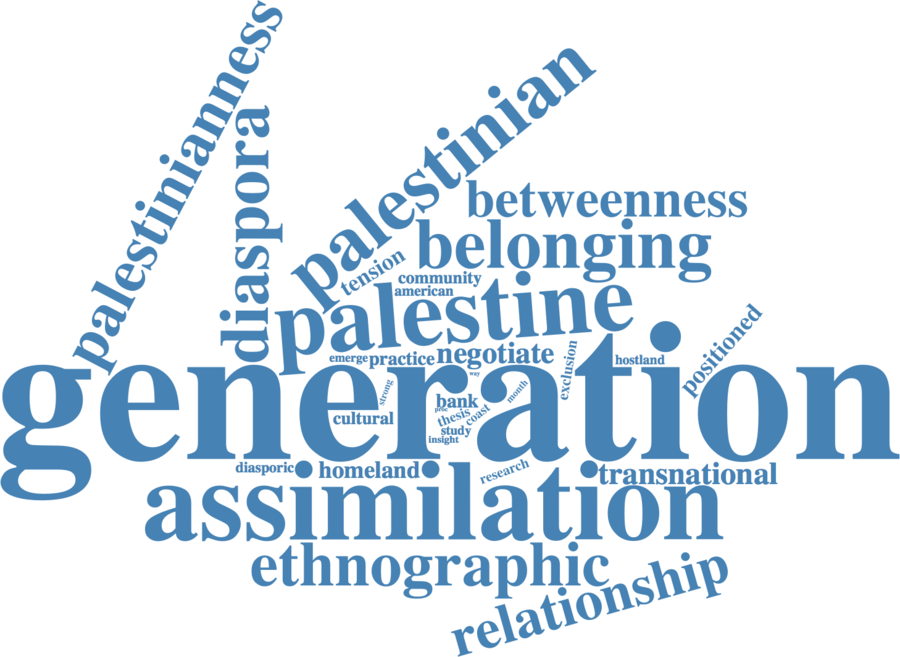 palestinianness
diaspora
palestinian
betweenness
belonging
tension
community
american
palestine
positioned
emerge
practice
negotiate
exclusion
hostland
generation
way
strong
month
bank
proc
cultural
thesis
coast
study
insight
diasporic
homeland
research
transnational
assimilation
ethnographic
relationship